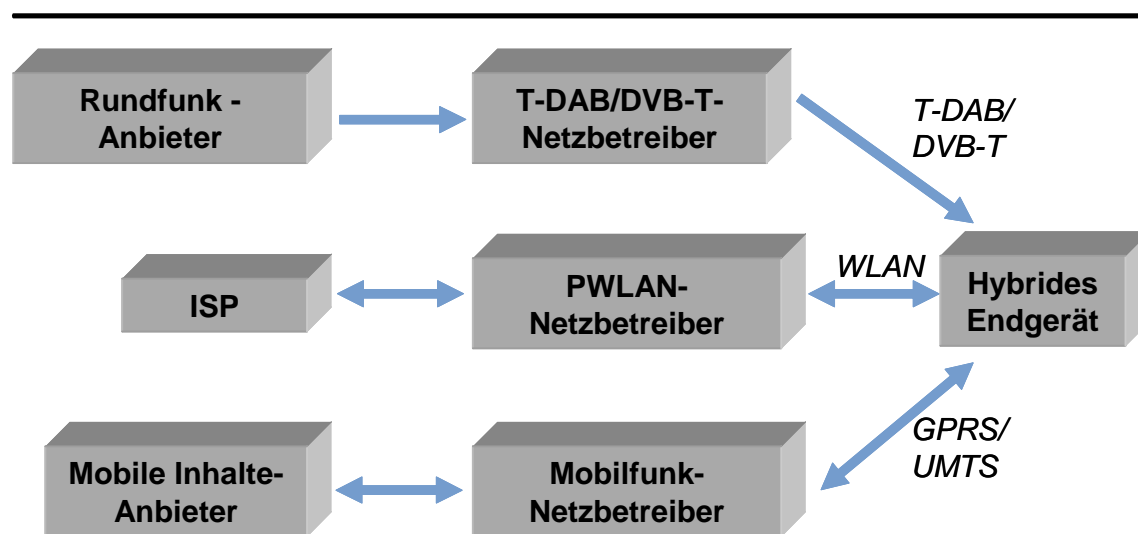 Rundfunk -
Anbieter
T-DAB/DVB-T-
Netzbetreiber
T-DAB/
DVB-T
ISP
PWLAN-
Netzbetreiber
WLAN
Hybrides
Endgerät
Mobile Inhalte-
Anbieter
Mobilfunk-
Netzbetreiber
GPRS/
UMTS